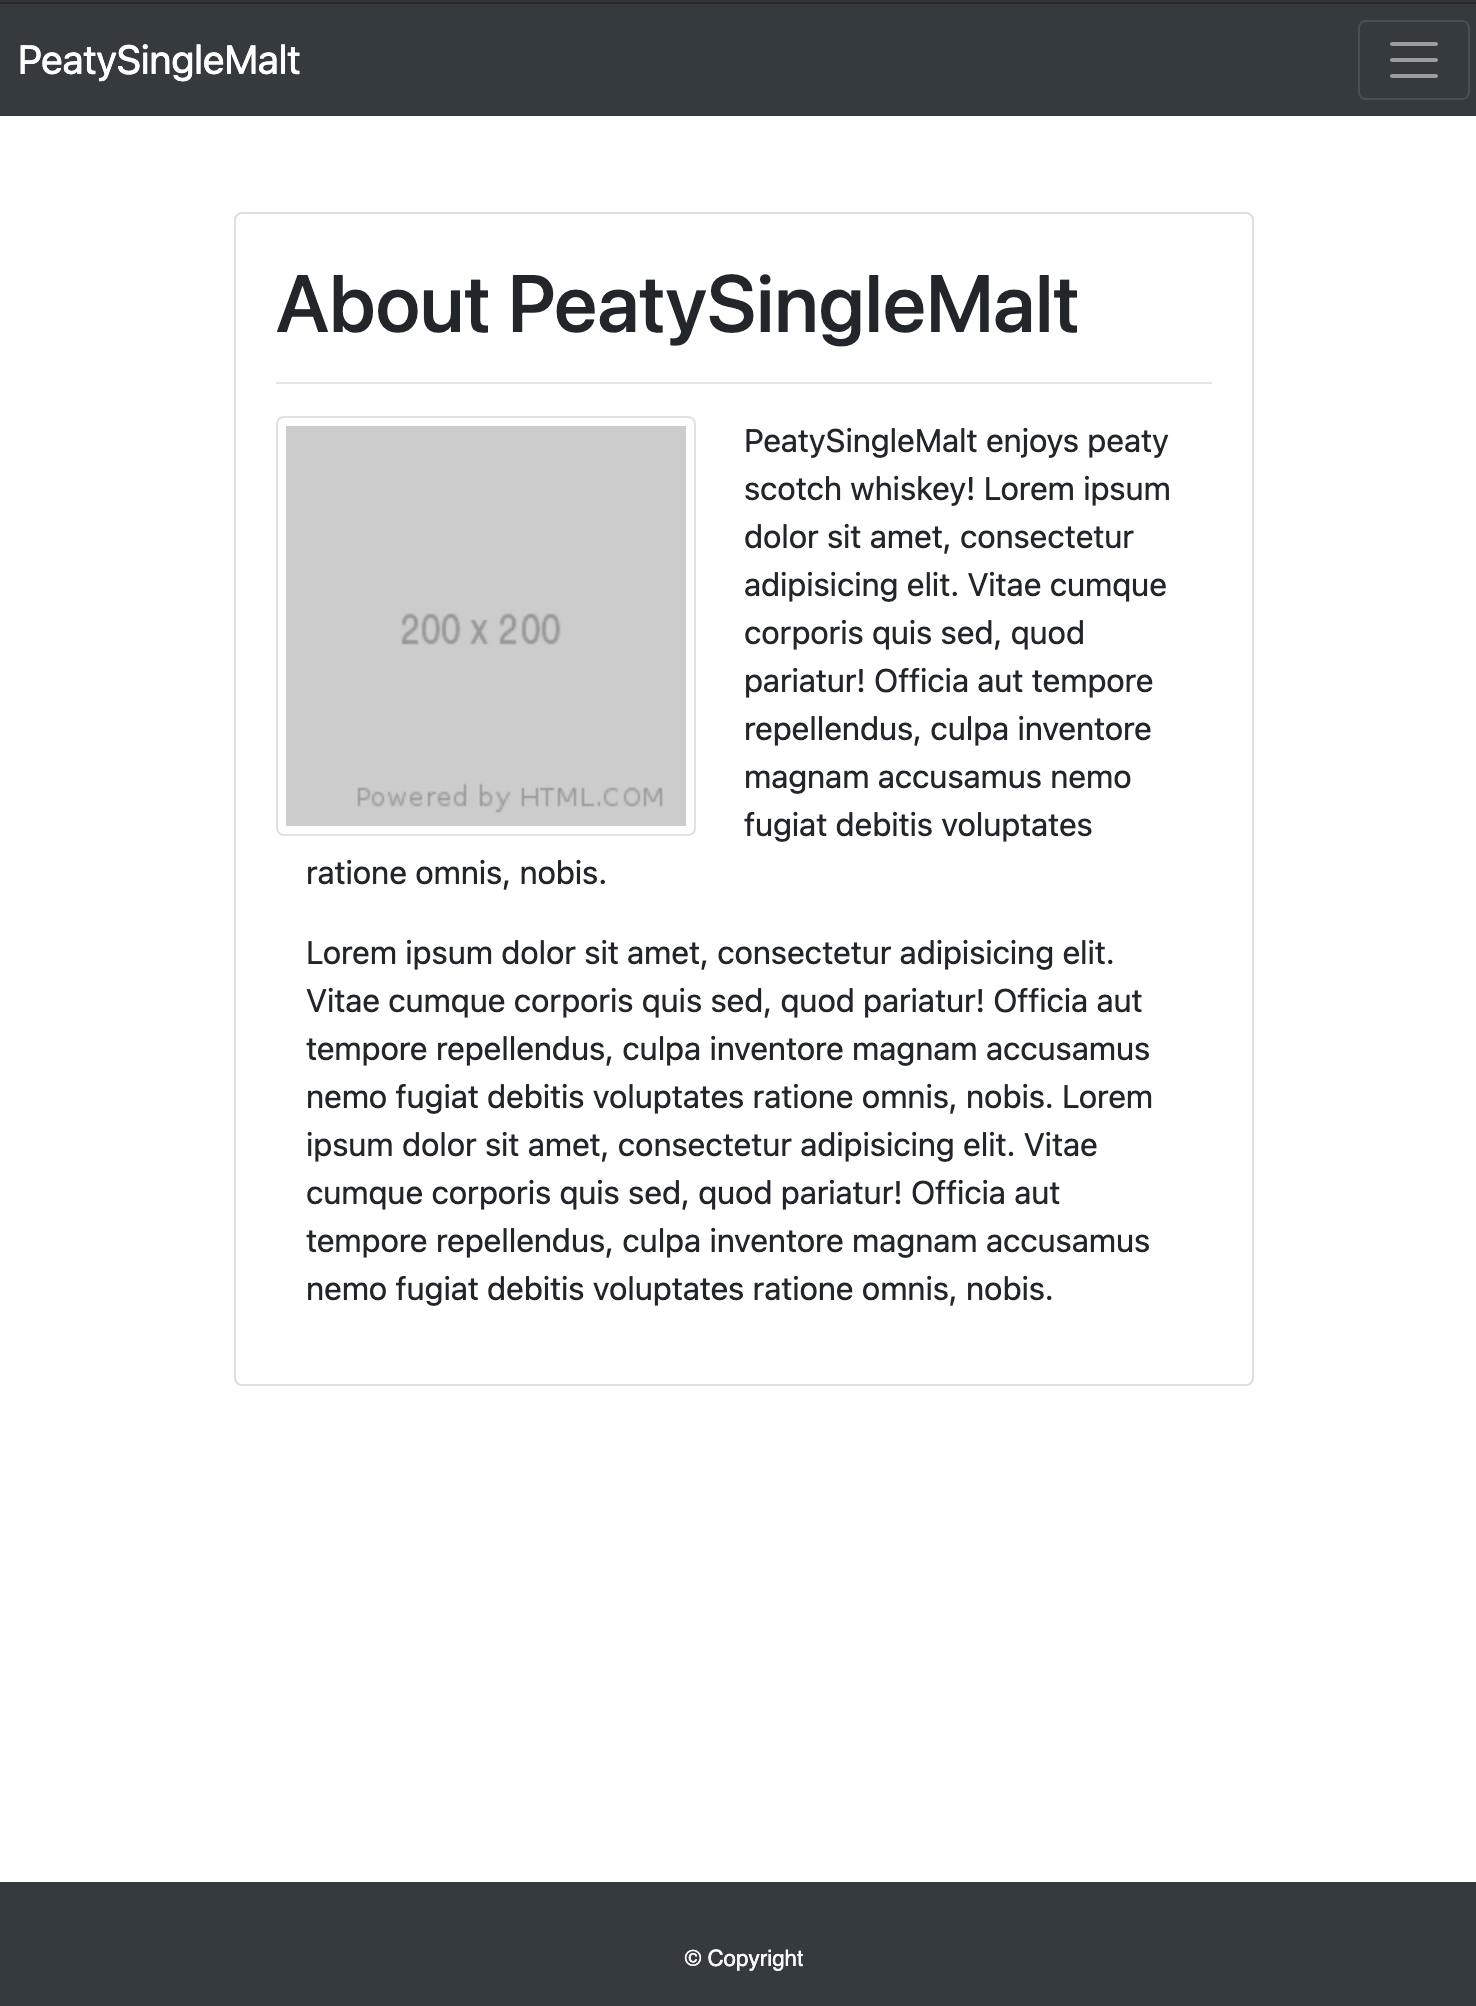 PeatySingleMalt
About PeatySingleMalt
200 x 200
Powered by HTML.COM
PeatySingleMalt enjoys peaty
scotch whiskey! Lorem ipsum
dolor sit amet, consectetur
adipisicing elit. Vitae cumque
corporis quis sed, quod
pariatur! Officia aut tempore
repellendus, culpa inventore
magnam accusamus nemo
fugiat debitis voluptates
ratione omnis, nobis.
Lorem ipsum dolor sit amet, consectetur adipisicing elit.
Vitae cumque corporis quis sed, quod pariatur! Officia aut
tempore repellendus, culpa inventore magnam accusamus
nemo fugiat debitis voluptates ratione omnis, nobis. Lorem
ipsum dolor sit amet, consectetur adipisicing elit. Vitae
cumque corporis quis sed, quod pariatur! Officia aut
tempore repellendus, culpa inventore magnam accusamus
nemo fugiat debitis voluptates ratione omnis, nobis.
© Copyright